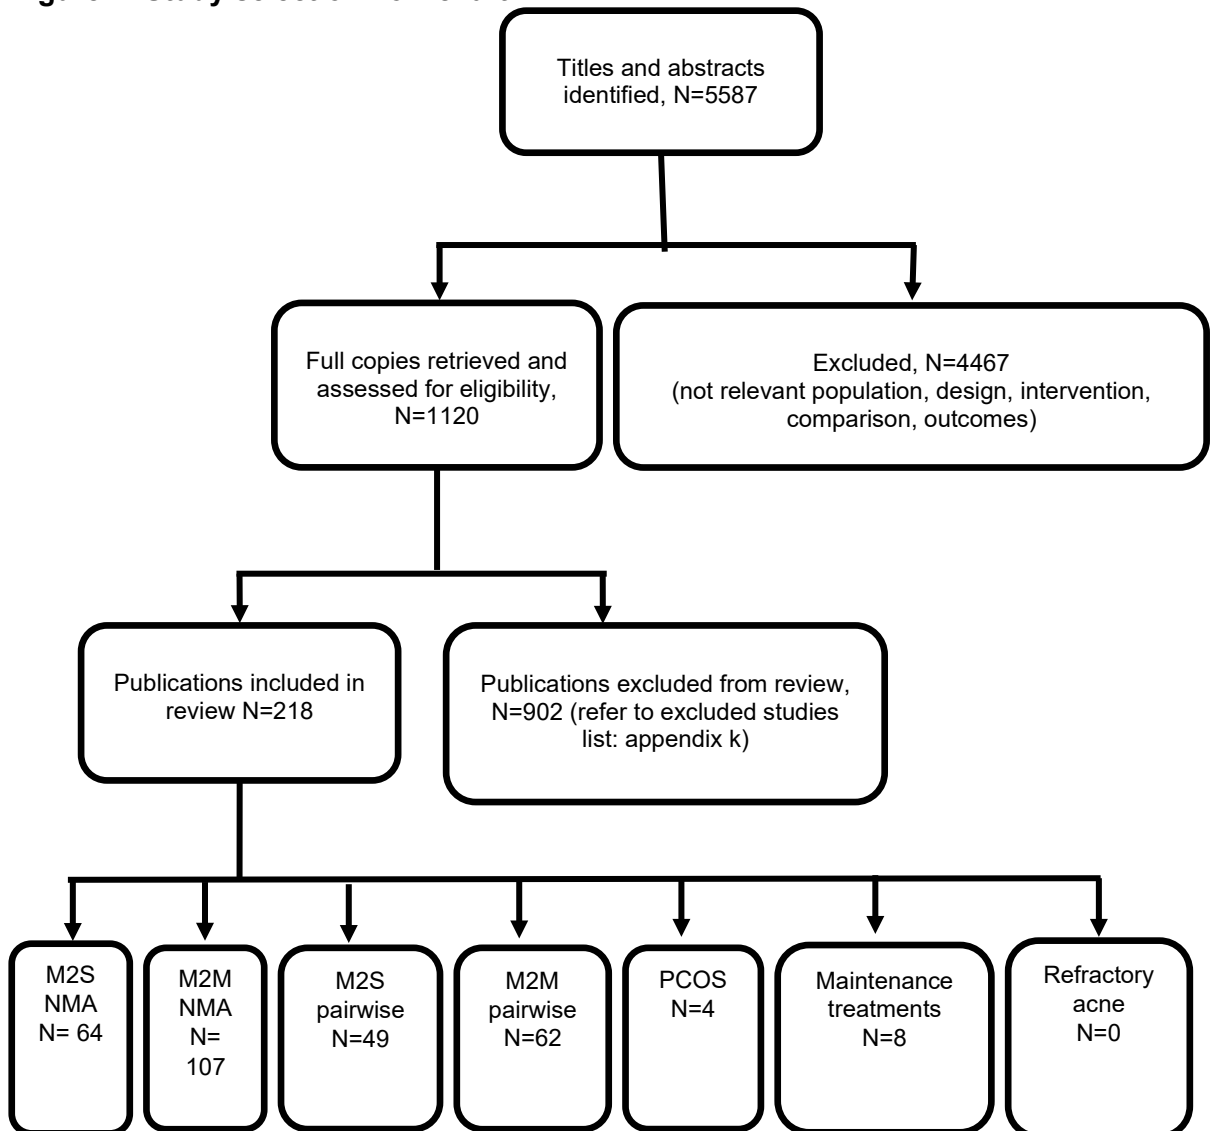 Titles and abstracts
identified, N=5587
Full copies retrieved and
assessed for eligibility,
N=1120
Excluded, N=4467
(not relevant population, design, intervention,
comparison, outcomes)
Publications included in
review N=218
Publications excluded from review,
N=902 (refer to excluded studies
list: appendix k)
M2S
NMA
N= 64
M2M
NMA
N=
107
M2S
pairwise
N=49
M2M
pairwise
N=62
PCOS
N=4
Maintenance
treatments
N=8
Refractory
acne
N=0